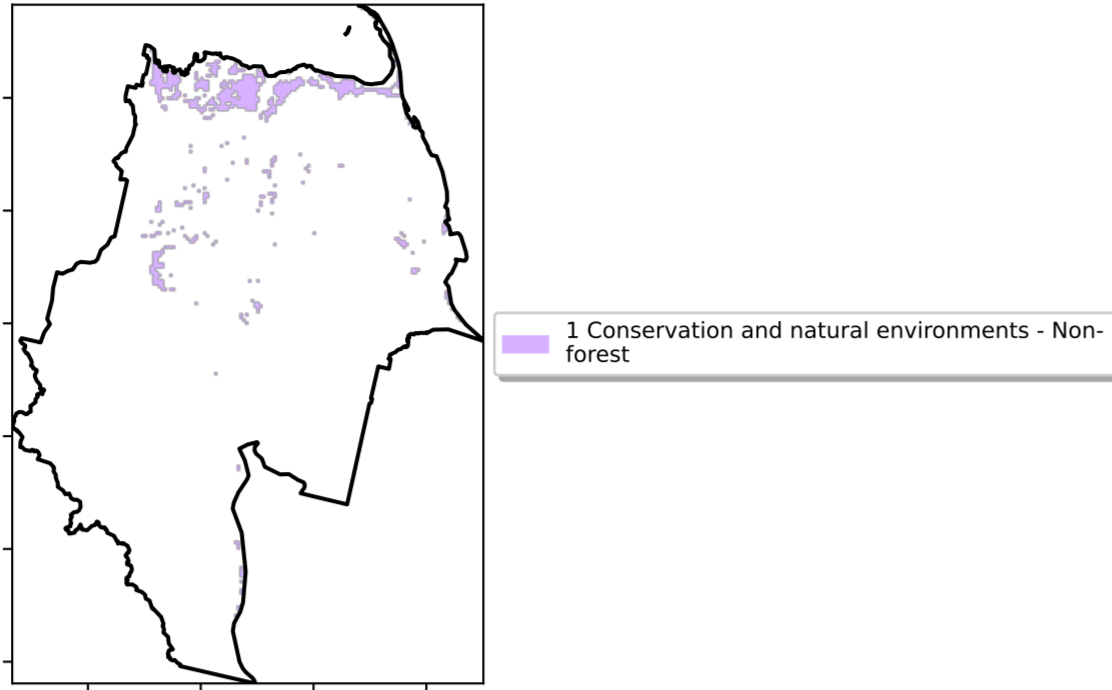 1 Conservation and natural environments - Non-
forest